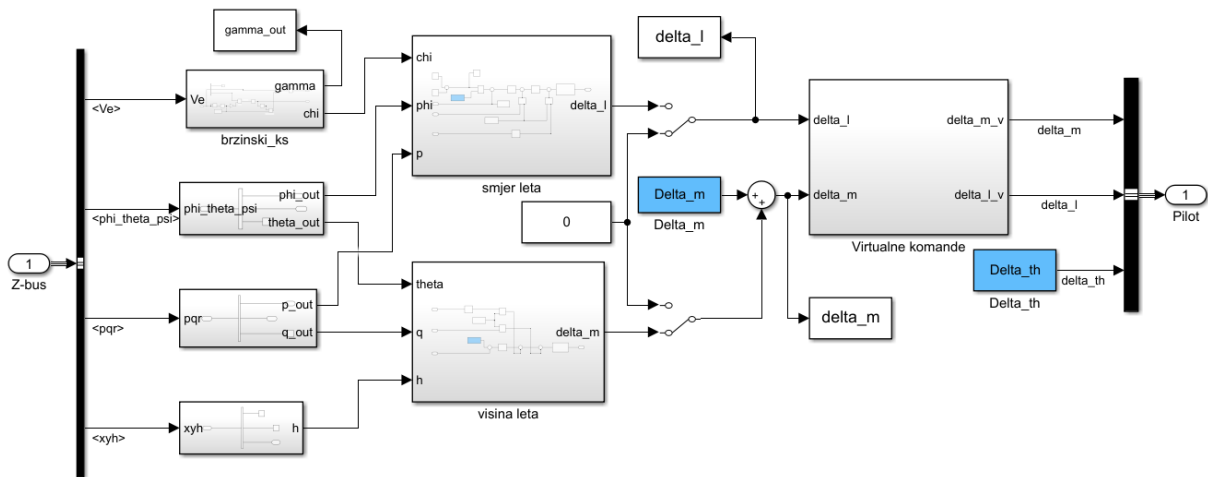 gamma_out
delta_l
<Ve>
Ve
gamma
chi
brzinski_ks
chi
phi
p
delta_l
smjer leta
delta_l
delta_m
delta_m_v
delta_l_v
Virtualne komande
delta_m
delta_l
1
Pilot
<phi_theta_psi>
phi_theta_psi
phi_out
theta_out
0
Delta_m
Delta_m
+
+
Delta_th
Delta_th
delta_th
1
Z-bus
<pqr>
pqr
p_out
q_out
theta
q
h
delta_m
visina leta
delta_m
<xyh>
xyh
h